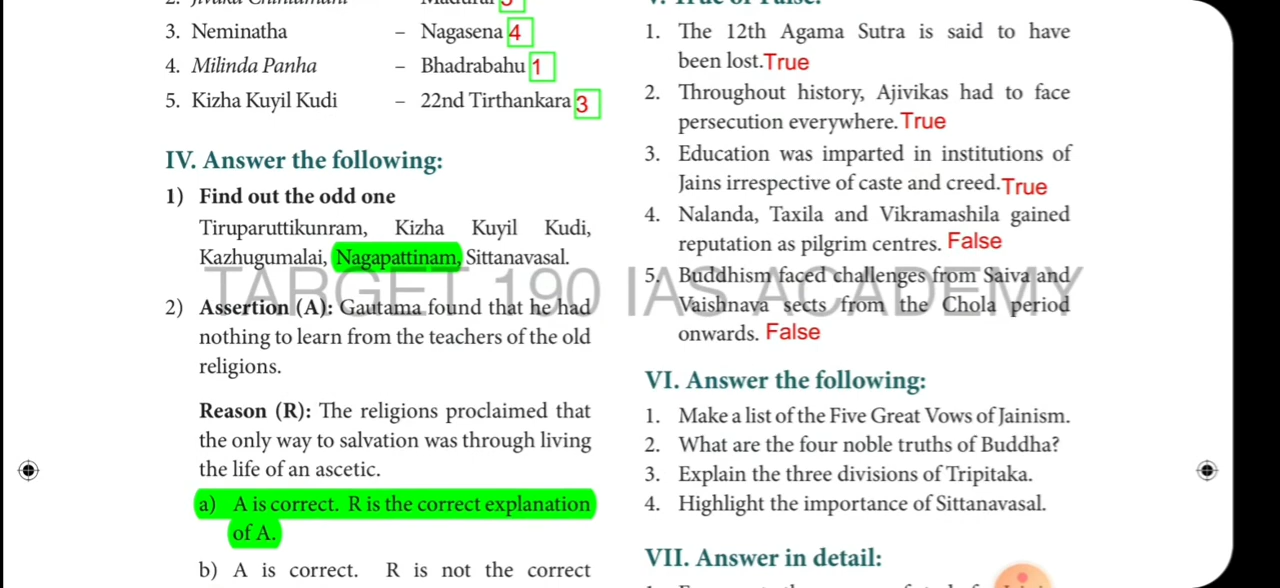 2. Jivaka Chintamani – Madurai 5
3. Neminatha – Nagasena 4
4. Milinda Panha – Bhadrabahu 1
5. Kizha Kuyil Kudi – 22nd Tirthankara 3
IV. Answer the following:
1) Find out the odd one
Tiruparuttikunram, Kizha Kuyil Kudi,
Kazhugumalai, Nagapattinam, Sittanavasal.
2) Assertion (A): Gautama found that he had
nothing to learn from the teachers of the old
religions.
Reason (R): The religions proclaimed that
the only way to salvation was through living
the life of an ascetic.
a) A is correct. R is the correct explanation
of A.
b) A is correct. R is not the correct
V. True or False:
1. The 12th Agama Sutra is said to have
been lost.True
2. Throughout history, Ajivikas had to face
persecution everywhere.True
3. Education was imparted in institutions of
Jains irrespective of caste and creed.True
4. Nalanda, Taxila and Vikramashila gained
reputation as pilgrim centres. False
5. Buddhism faced challenges from Saiva and
Vaishnava sects from the Chola period
onwards. False
VI. Answer the following:
1. Make a list of the Five Great Vows of Jainism.
2. What are the four noble truths of Buddha?
3. Explain the three divisions of Tripitaka.
4. Highlight the importance of Sittanavasal.
VII. Answer in detail:
TARGET 190 IAS ACADEMY